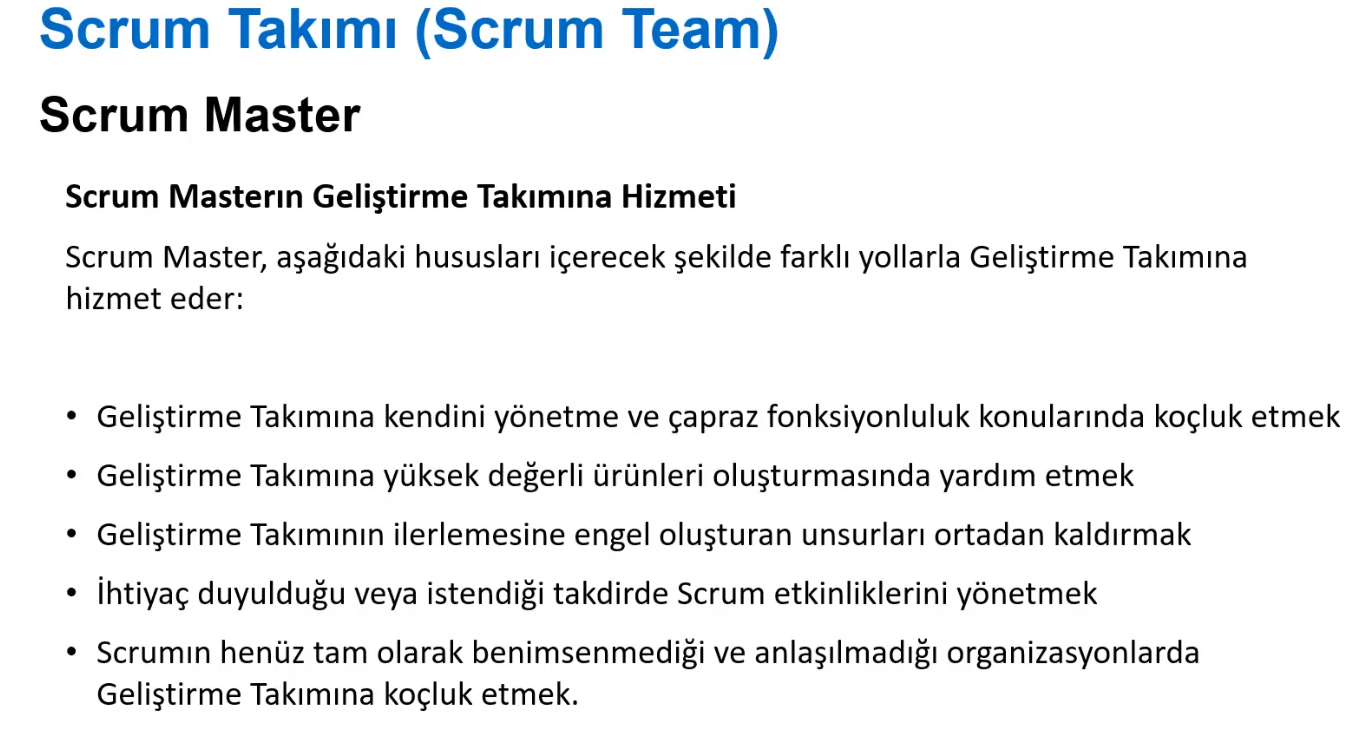 Scrum Takımı (Scrum Team)
Scrum Master
Scrum Masterın Geliştirme Takımına Hizmeti
Scrum Master, aşağıdaki hususları içerecek şekilde farklı yollarla Geliştirme Takımına
hizmet eder:
• Geliştirme Takımına kendini yönetme ve çapraz fonksiyonluluk konularında koçluk etmek
• Geliştirme Takımına yüksek değerli ürünleri oluşturmasında yardım etmek
• Geliştirme Takımının ilerlemesine engel oluşturan unsurları ortadan kaldırmak
• İhtiyaç duyulduğu veya istendiği takdirde Scrum etkinliklerini yönetmek
• Scrumın henüz tam olarak benimsenmediği ve anlaşılmadığı organizasyonlarda
Geliştirme Takımına koçluk etmek.